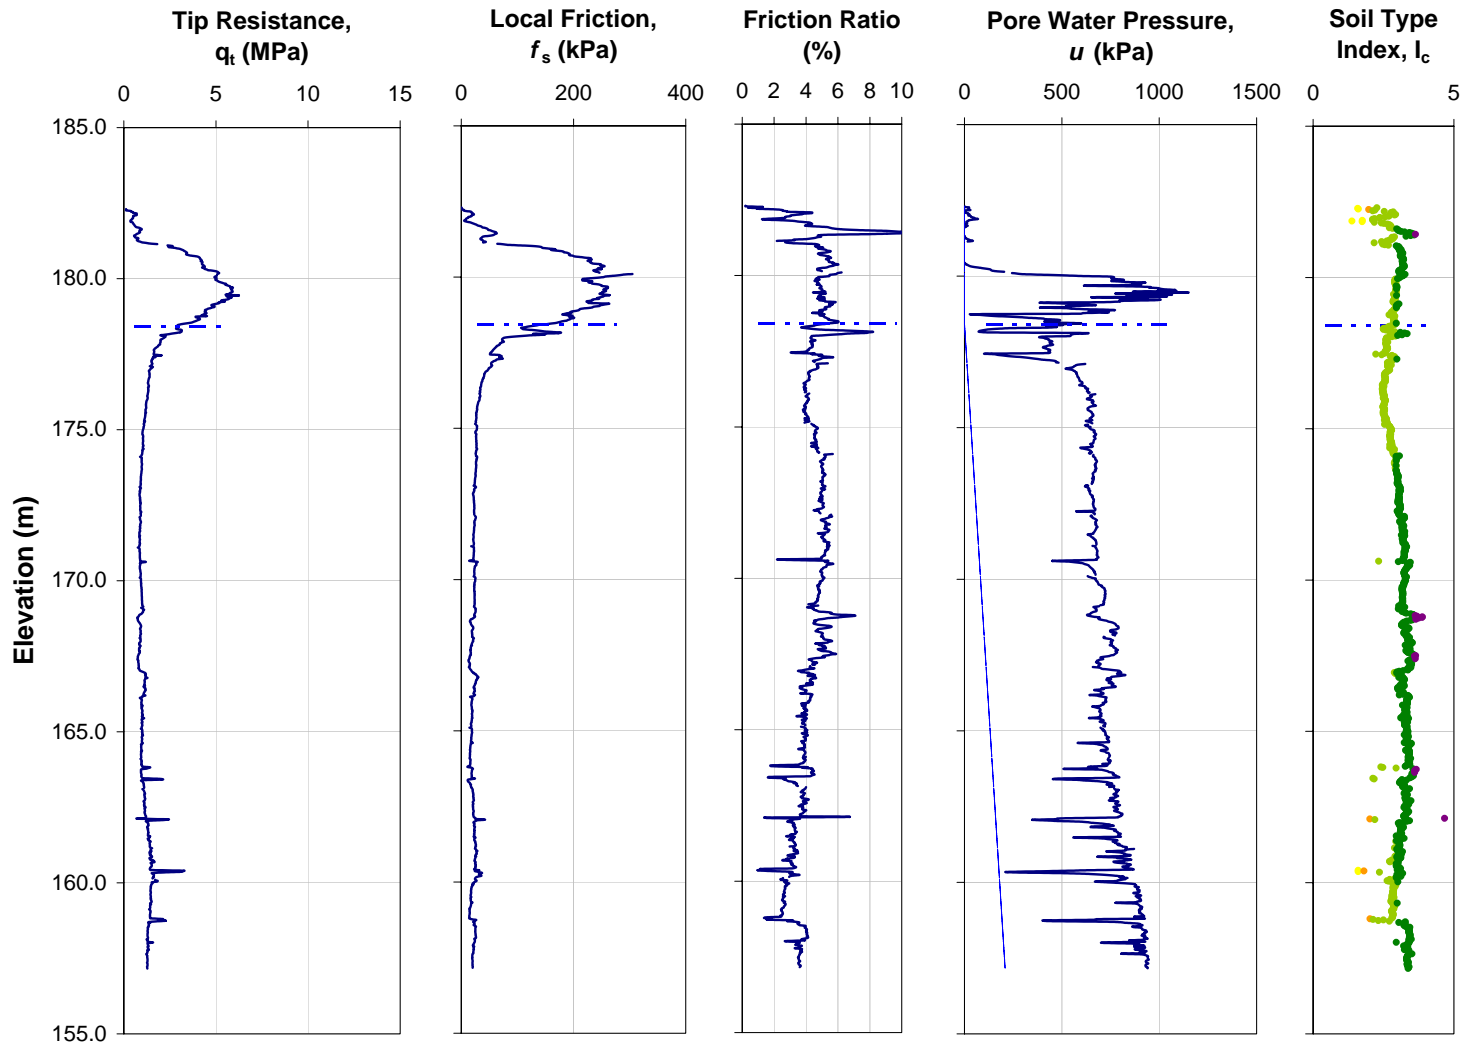 Tip Resistance,
qt (MPa)
Local Friction,
fs (kPa)
Friction Ratio
(%)
Pore Water Pressure,
u (kPa)
Soil Type
Index, Ic
0 5 10 15
0 200 400
0 2 4 6 8 10
0 500 1000 1500
0 5
185.0
180.0
175.0
170.0
165.0
160.0
155.0
Elevation (m)